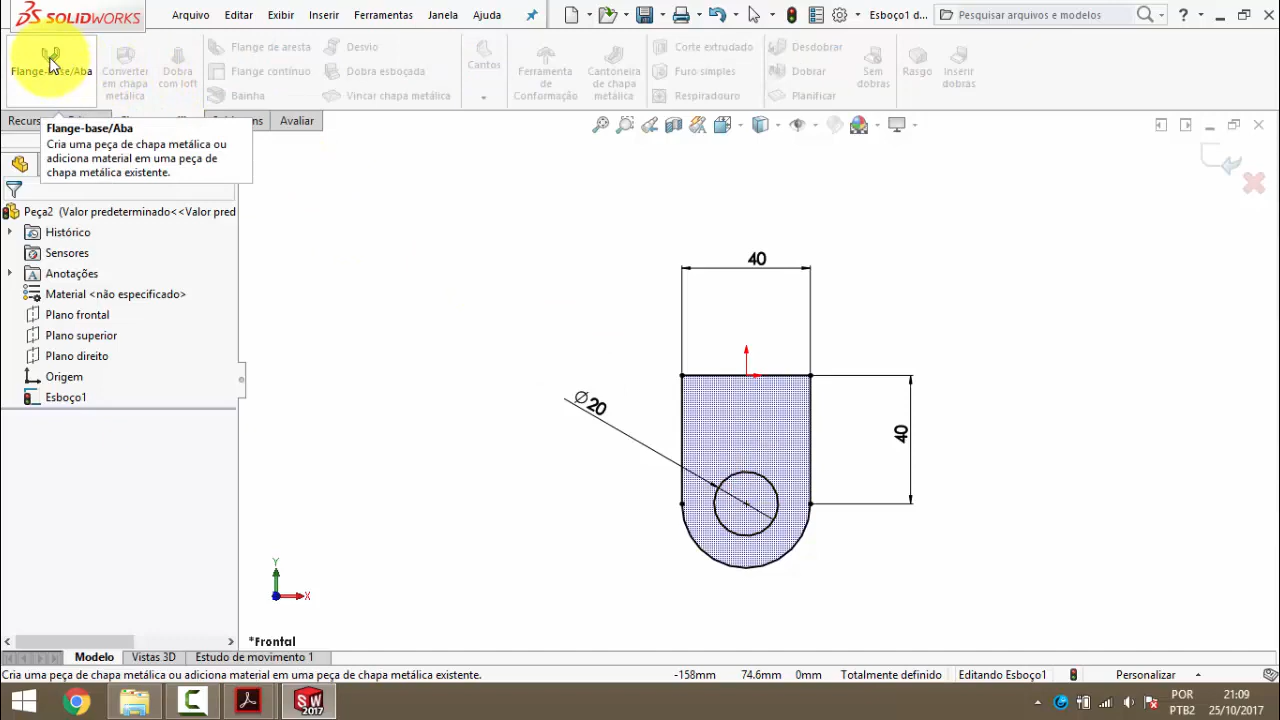 SOLIDWORKS
Arquivo
Editar
Exibir
Inserir
Ferramentas
Janela
Ajuda
Esboço1 d...
Pesquisar arquivos e modelos
?
Flange-base/Aba
Converter
em chapa
metálica
Dobra
com loft
Flange de aresta
Flange contínuo
Bainha
Desvio
Dobra esboçada
Vincar chapa metálica
Cantos
Ferramenta
de
Conformação
Cantoneira
de chapa
metálica
Corte extrudado
Furo simples
Respiradouro
Desdobrar
Dobrar
Planificar
Sem
dobras
Rasgo
Inserir
dobras
Recurs
Avaliar
Flange-base/Aba
Cria uma peça de chapa metálica ou
adiciona material em uma peça de
chapa metálica existente.
Peça2 (Valor predeterminado<<Valor pred
Histórico
Sensores
Anotações
Material <não especificado>
Plano frontal
Plano superior
Plano direito
Origem
Esboço1
40
∅20
40
Y
X
*Frontal
Modelo
Vistas 3D
Estudo de movimento 1
Cria uma peça de chapa metálica ou adiciona material em uma peça de chapa metálica existente.
-158mm
74.6mm
0mm
Totalmente definido
Editando Esboço1
Personalizar
SW
2017
POR
PTB2
21:09
25/10/2017